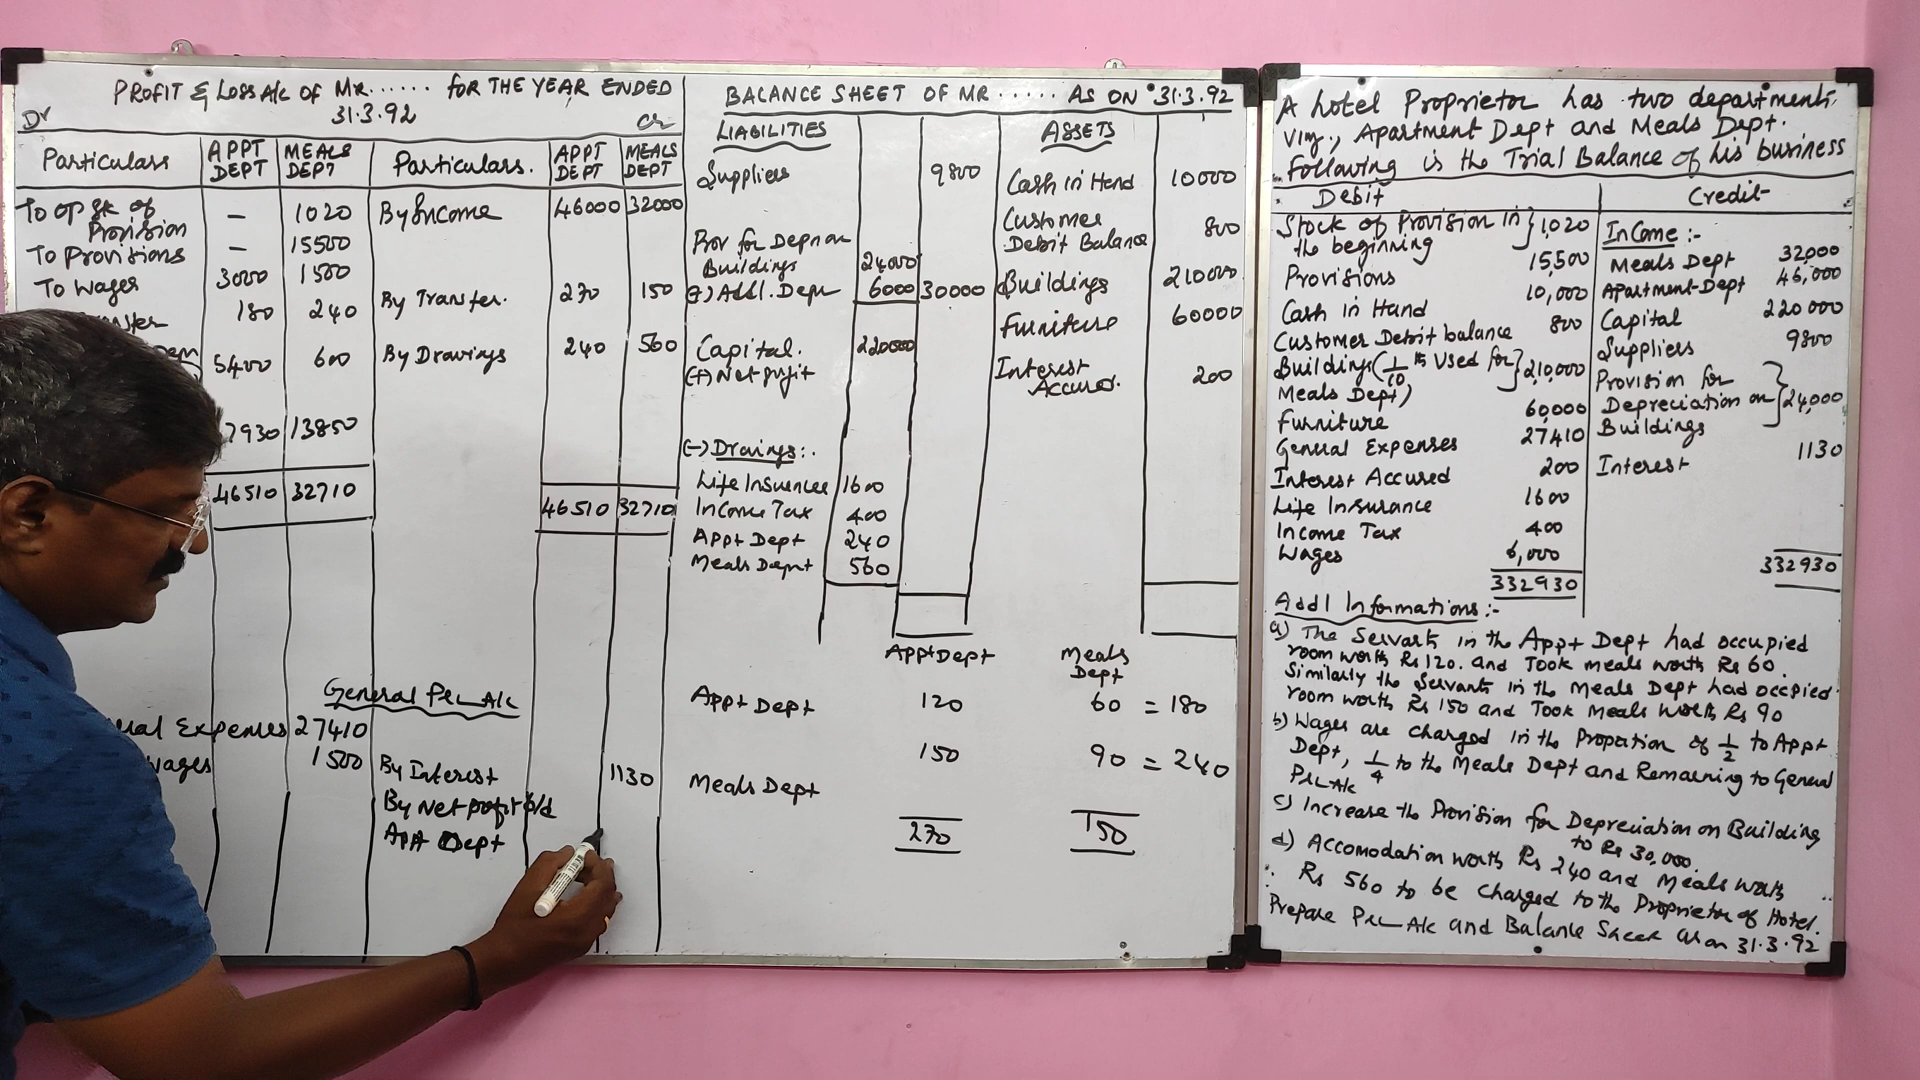 PROFIT & Loss A/c OF MR...... for THE YEAR ENDED
31.3.92
Dr
Cr
Particulars APPT DEPT MEALS DEPT Particulars. APPT DEPT MEALS DEPT
To op stk of Provision - 1020 By Income 46000 32000
To Provisions - 15500
To Wages 3000 1500
180 240 By Transfer. 270 150
5400 600 By Drawings 240 560
7930 13850
46510 32710 46510 32710
General P&L A/c
Expenses 27410
Wages 1500 By Interest 1130
By Net profit b/d
Appt Dept
BALANCE SHEET OF MR ...... AS ON 31.3.92
LIABILITIES ASSETS
Suppliers 9800 Cash in Hand 10000
Customer
Debit Balance 800
Prov for Depn on
Buildings 24000
(+) Addl. Depn 6000 30000 Buildings 210000
Furniture 60000
Capital. 220000
(+) Net profit Interest
Accured. 200
(-) Drawings:.
Life Insurence 1600
Income Tax 400
Appt Dept 240
Meals Dept 560
Appt Dept Meals Dept
Appt Dept 120 60 = 180
150 90 = 240
Meals Dept
270 150
A hotel Proprietor has two departments.
Viz., Apartment Dept and Meals Dept.
Following is the Trial Balance of his business
Debit Credit
Stock of Provision in
the beginning } 1,020 Income :-
Provisions 15,500 Meals Dept 32,000
Cash in Hand 10,000 Apartment-Dept 46,000
Customer Debit balance 800 Capital 220000
Buildings (1/10 th Used for
Meals Dept) } 2,10,000 Suppliers 9800
Furniture 60,000 Provision for
Depreciation on
Buildings } 24,000
General Expenses 27410
Interest Accured 200 Interest 1130
Life Insurance 1600
Income Tax 400
Wages 6,000
332930 332930
Addl Informations :-
a) The Servants in the Appt Dept had occupied
room worth Rs 120. and Took meals worth Rs 60.
Similarly the Servants in the Meals Dept had occpied
room worth Rs 150 and Took Meals worth Rs 90
b) Wages are charged in the Propotion of 1/2 to Appt
Dept, 1/4 to the Meals Dept and Remaening to General
P&L A/c
c) Increase the Provision for Depreciation on Building
to Rs 30,000.
d) Accomodation worth Rs 240 and Meals worth
Rs 560 to be Charged to the Proprietor of Hotel.
Prepare P&L A/c and Balance Sheet as on 31.3.92